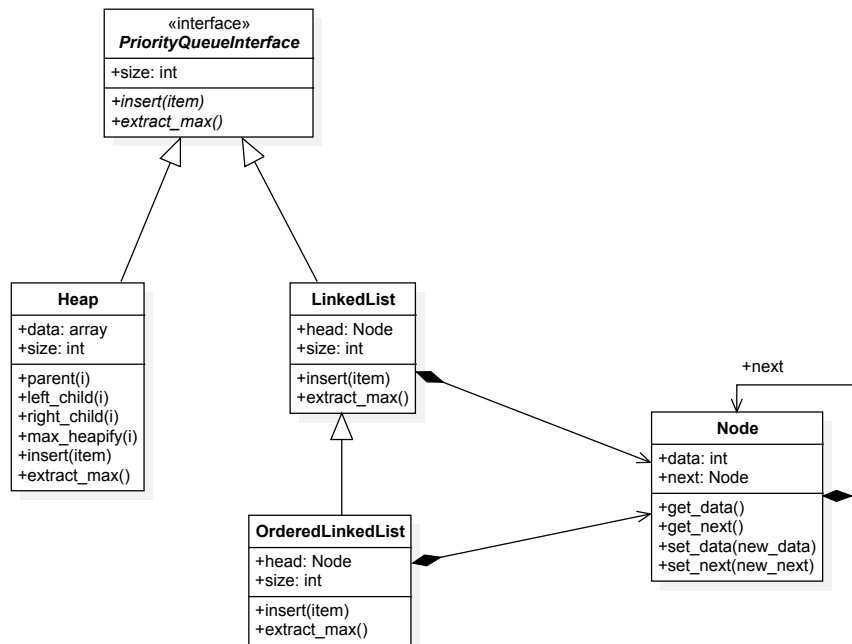 «interface»
PriorityQueueInterface
+size: int
+insert(item)
+extract_max()
Heap
+data: array
+size: int
+parent(i)
+left_child(i)
+right_child(i)
+max_heapify(i)
+insert(item)
+extract_max()
LinkedList
+head: Node
+size: int
+insert(item)
+extract_max()
+next
Node
+data: int
+next: Node
+get_data()
+get_next()
+set_data(new_data)
+set_next(new_next)
OrderedLinkedList
+head: Node
+size: int
+insert(item)
+extract_max()